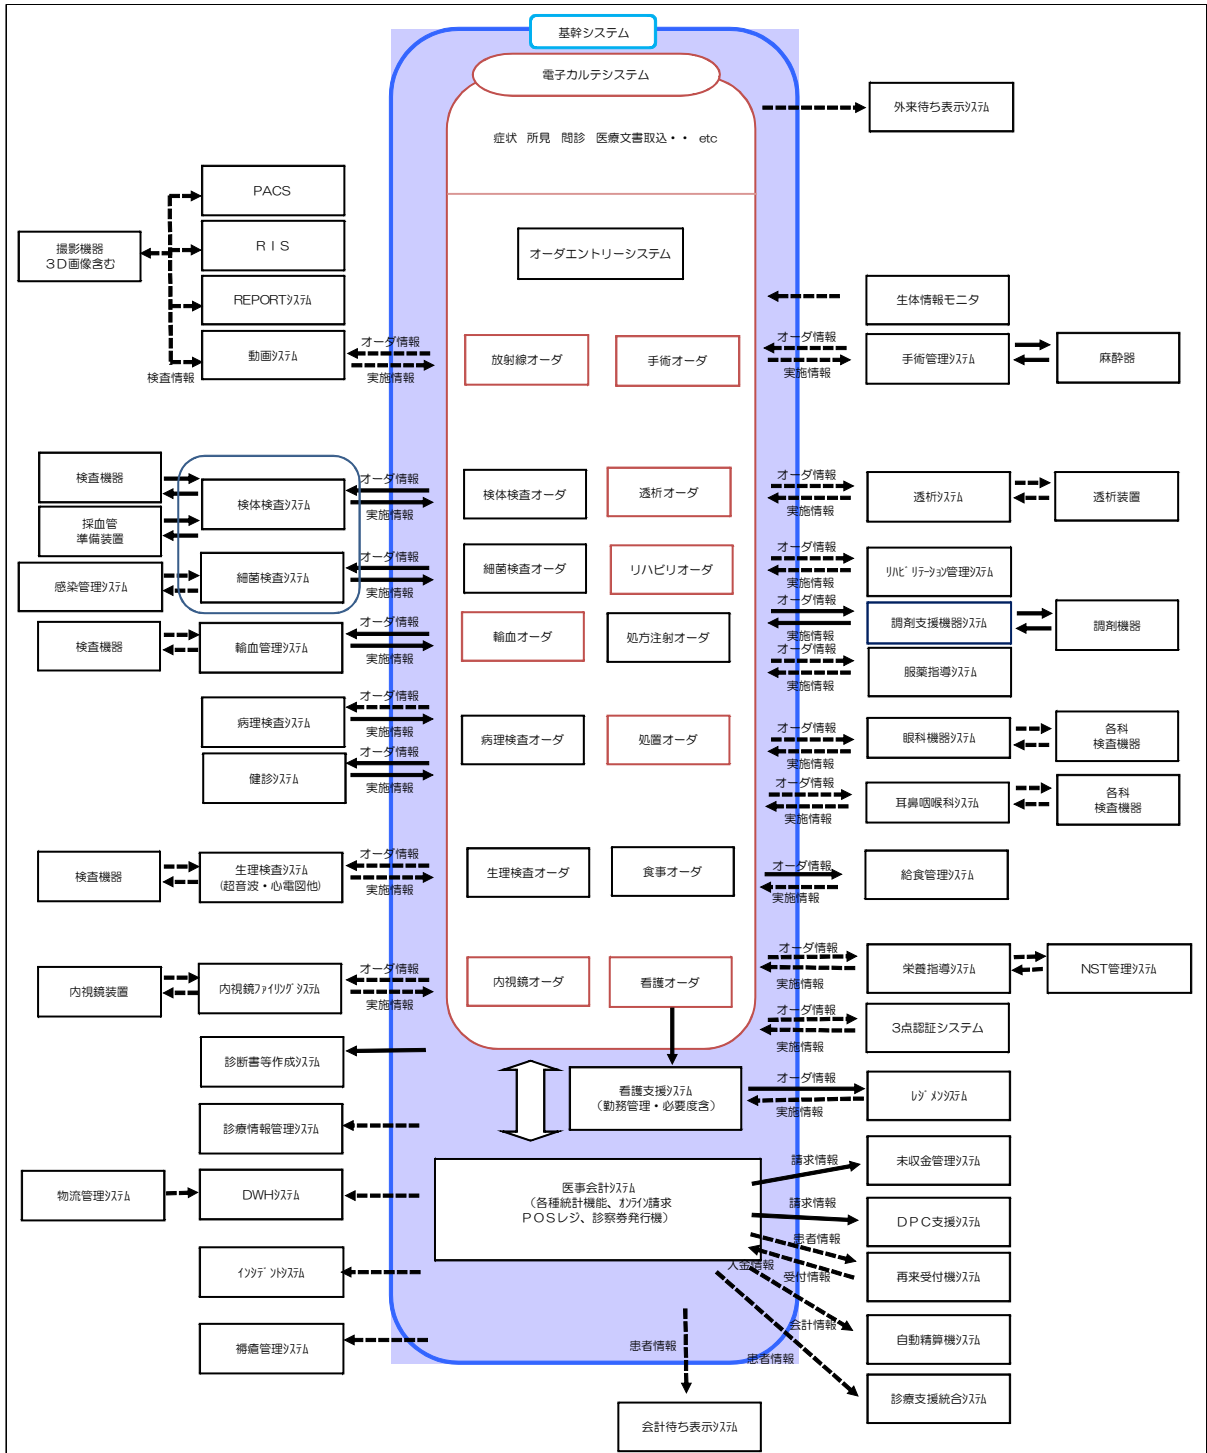 基幹システム
電子カルテシステム
症状 所見 問診 医療文書取込・・ etc
オーダエントリーシステム
外来待ち表示ｼｽﾃﾑ
PACS
ＲＩＳ
REPORTｼｽﾃﾑ
動画ｼｽﾃﾑ
撮影機器
３Ｄ画像含む
検査情報
オーダ情報
実施情報
放射線オーダ
手術オーダ
生体情報モニタ
オーダ情報
実施情報
手術管理ｼｽﾃﾑ
麻酔器
検査機器
採血管
準備装置
感染管理ｼｽﾃﾑ
検体検査ｼｽﾃﾑ
細菌検査ｼｽﾃﾑ
オーダ情報
実施情報
オーダ情報
実施情報
検体検査オーダ
透析オーダ
オーダ情報
実施情報
透析ｼｽﾃﾑ
透析装置
細菌検査オーダ
リハビリオーダ
オーダ情報
実施情報
ﾘﾊﾋﾞﾘﾃｰｼｮﾝ管理ｼｽﾃﾑ
検査機器
輸血管理ｼｽﾃﾑ
オーダ情報
実施情報
輸血オーダ
処方注射オーダ
オーダ情報
実施情報
調剤支援機器ｼｽﾃﾑ
調剤機器
オーダ情報
実施情報
服薬指導ｼｽﾃﾑ
病理検査ｼｽﾃﾑ
オーダ情報
実施情報
病理検査オーダ
処置オーダ
オーダ情報
実施情報
眼科機器ｼｽﾃﾑ
各科
検査機器
健診ｼｽﾃﾑ
オーダ情報
実施情報
オーダ情報
実施情報
耳鼻咽喉科ｼｽﾃﾑ
各科
検査機器
検査機器
生理検査ｼｽﾃﾑ
(超音波・心電図他)
オーダ情報
実施情報
生理検査オーダ
食事オーダ
オーダ情報
実施情報
給食管理ｼｽﾃﾑ
内視鏡装置
内視鏡ﾌｧｲﾘﾝｸﾞｼｽﾃﾑ
オーダ情報
実施情報
内視鏡オーダ
看護オーダ
オーダ情報
実施情報
栄養指導ｼｽﾃﾑ
NST管理ｼｽﾃﾑ
オーダ情報
実施情報
3点認証システム
診断書等作成ｼｽﾃﾑ
看護支援ｼｽﾃﾑ
（勤務管理・必要度含）
オーダ情報
実施情報
ﾚｼﾞﾒﾝｼｽﾃﾑ
診療情報管理ｼｽﾃﾑ
物流管理ｼｽﾃﾑ
DWHｼｽﾃﾑ
医事会計ｼｽﾃﾑ
（各種統計機能、ｵﾝﾗｲﾝ請求
ＰＯＳレジ、診察券発行機）
請求情報
未収金管理ｼｽﾃﾑ
請求情報
ＤＰＣ支援ｼｽﾃﾑ
患者情報
受付情報
再来受付機ｼｽﾃﾑ
入金情報
会計情報
自動精算機ｼｽﾃﾑ
患者情報
診療支援統合ｼｽﾃﾑ
ｲﾝｼﾃﾞﾝﾄｼｽﾃﾑ
褥瘡管理ｼｽﾃﾑ
患者情報
会計待ち表示ｼｽﾃﾑ